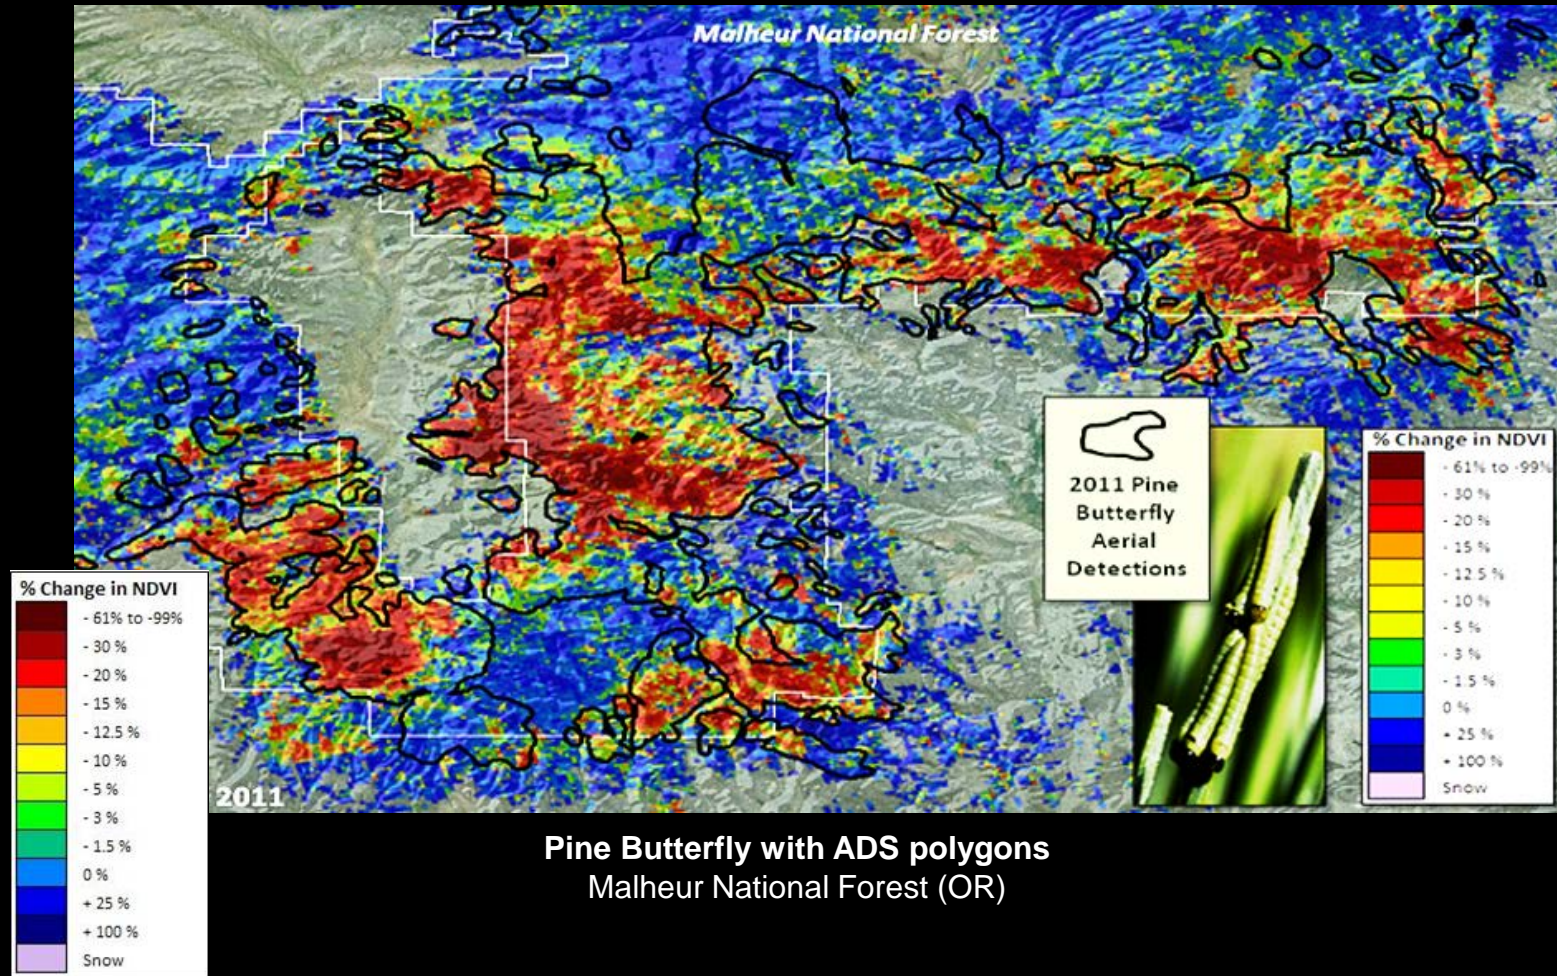 Malheur National Forest
2011 Pine
Butterfly
Aerial
Detections
% Change in NDVI
- 61% to -99%
- 30 %
- 20 %
- 15 %
- 12.5 %
- 10 %
- 5 %
- 3 %
- 1.5 %
0 %
+ 25 %
+ 100 %
Snow
% Change in NDVI
- 61% to -99%
- 30 %
- 20 %
- 15 %
- 12.5 %
- 10 %
- 5 %
- 3 %
- 1.5 %
0 %
+ 25 %
+ 100 %
Snow
2011
Pine Butterfly with ADS polygons
Malheur National Forest (OR)